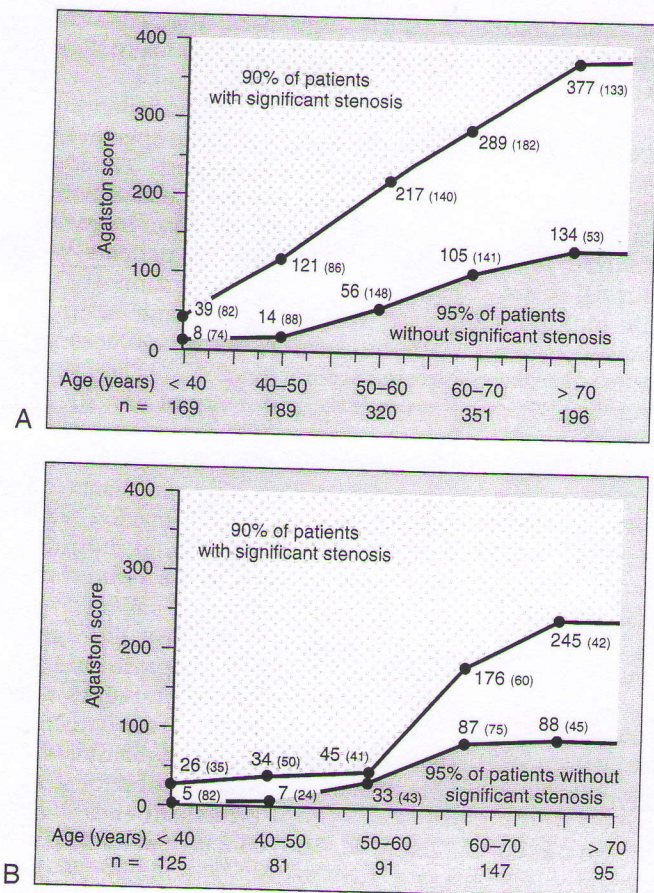 400
90% of patients
with significant stenosis
377 (133)
300
289 (182)
Agatston score
200
217 (140)
134 (53)
100
121 (86)
105 (141)
56 (148)
39 (82)
14 (88)
95% of patients
without significant stenosis
8 (74)
0
Age (years) < 40 40–50 50–60 60–70 > 70
n = 169 189 320 351 196
A
400
90% of patients
with significant stenosis
300
Agatston score
200
245 (42)
176 (60)
100
87 (75) 88 (45)
26 (35) 34 (50) 45 (41)
95% of patients without
significant stenosis
5 (82) 7 (24) 33 (43)
0
Age (years) < 40 40–50 50–60 60–70 > 70
n = 125 81 91 147 95
B